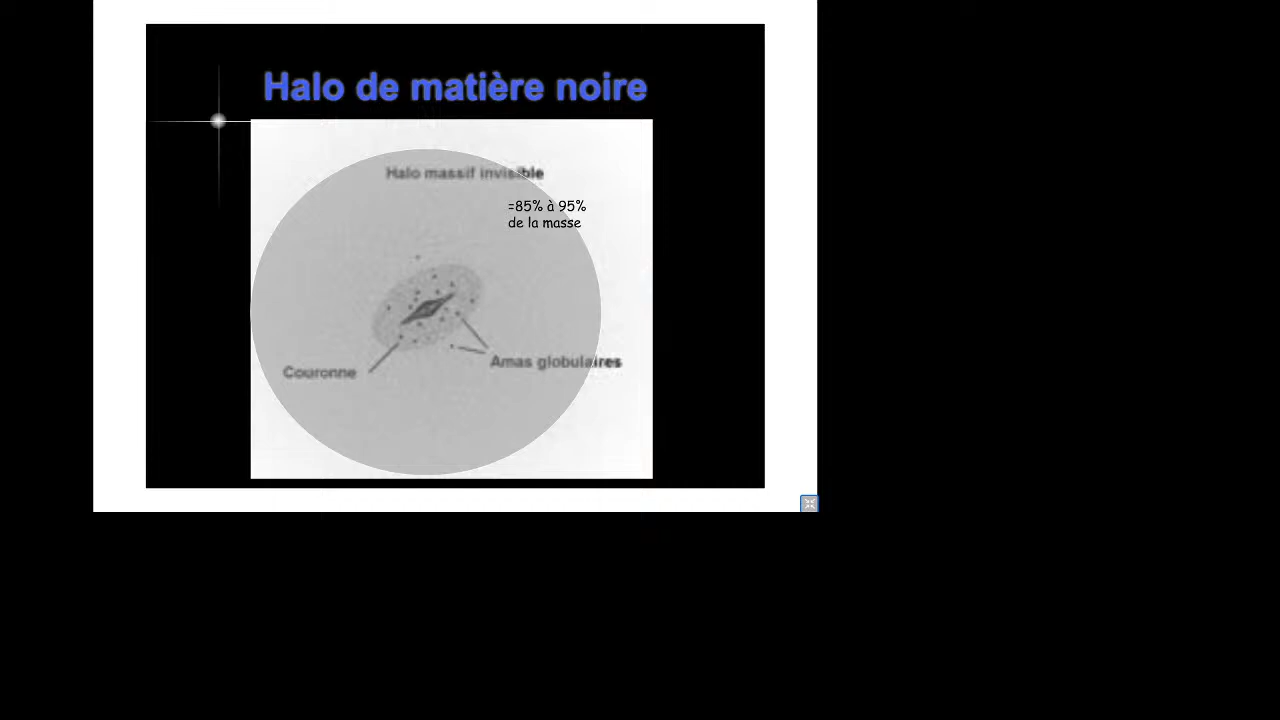 Halo de matière noire
Halo massif invisible
=85% à 95%
de la masse
Amas globulaires
Couronne